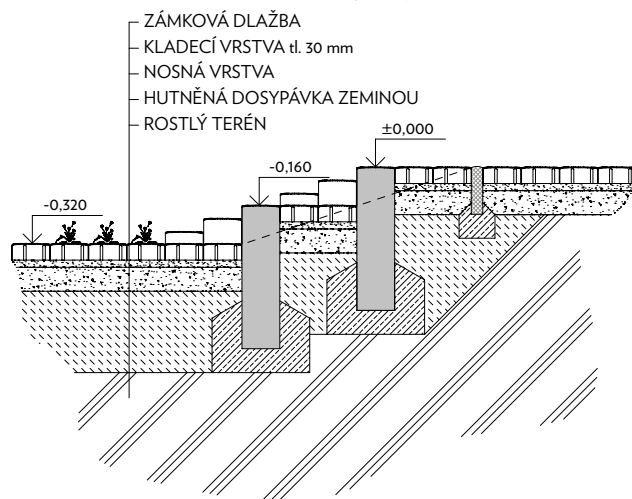 ZÁMKOVÁ DLAŽBA
KLADECÍ VRSTVA tl. 30 mm
NOSNÁ VRSTVA
HUTNĚNÁ DOSYPÁVKA ZEMINOU
ROSTLÝ TERÉN
±0,000
-0,160
-0,320